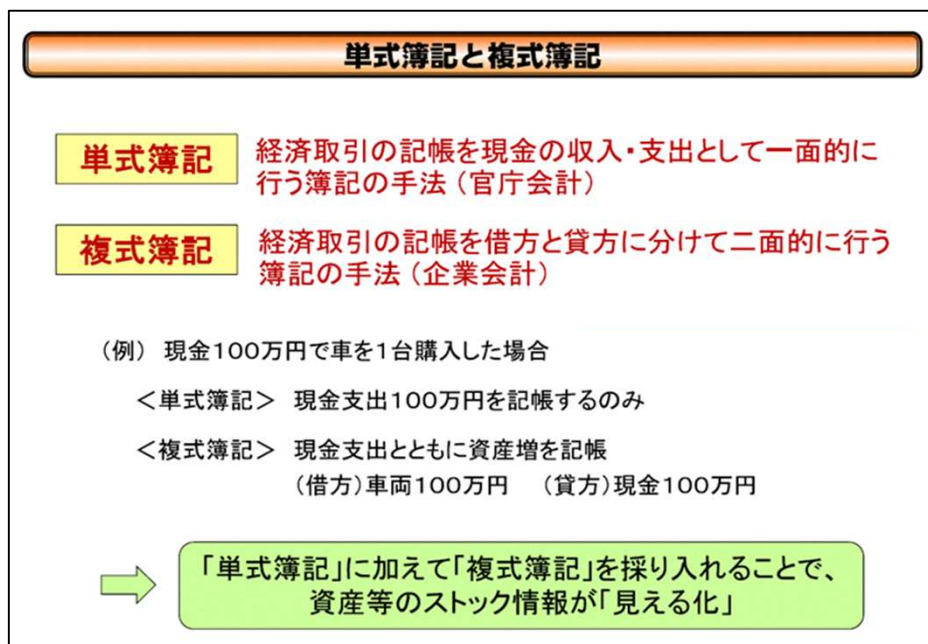 単式簿記と複式簿記
単式簿記
経済取引の記帳を現金の収入・支出として一面的に
行う簿記の手法（官庁会計）
複式簿記
経済取引の記帳を借方と貸方に分けて二面的に行う
簿記の手法（企業会計）
（例） 現金１００万円で車を１台購入した場合
＜単式簿記＞ 現金支出１００万円を記帳するのみ
＜複式簿記＞ 現金支出とともに資産増を記帳
（借方）車両１００万円 （貸方）現金１００万円
「単式簿記」に加えて「複式簿記」を採り入れることで、
資産等のストック情報が「見える化」